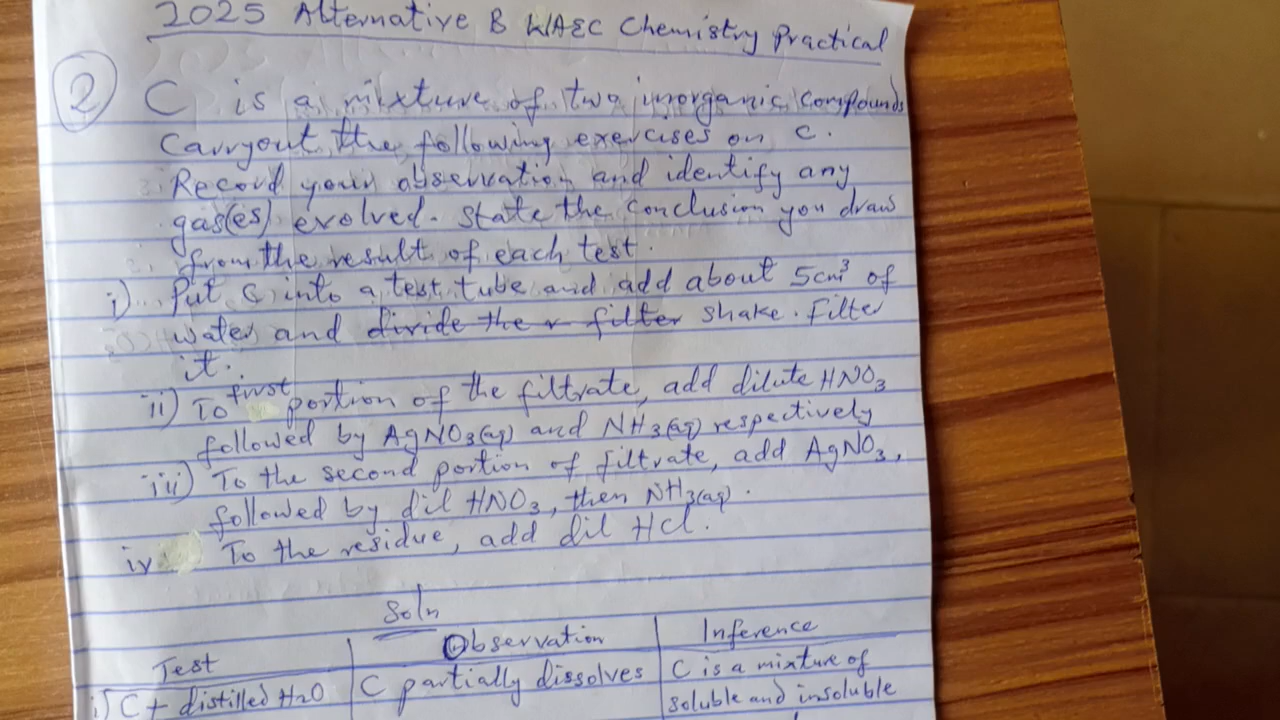 2025 Alternative B WAEC Chemistry Practical
2 C is a mixture of two inorganic compounds
Carryout the following exercises on C.
Record your observation and identify any
gas(es) evolved. State the conclusion you draw
from the result of each test.
i) Put C into a test tube and add about 5cm³ of
water and divide the r filter shake. Filter
it.
ii) To first portion of the filtrate, add dilute HNO₃
followed by AgNO₃(aq) and NH₃(aq) respectively
iii) To the second portion of filtrate, add AgNO₃,
followed by dil HNO₃, then NH₃(aq).
iv To the residue, add dil HCl.
Soln
Test Observation Inference
i) C + distilled H₂O C partially dissolves C is a mixture of
soluble and insoluble